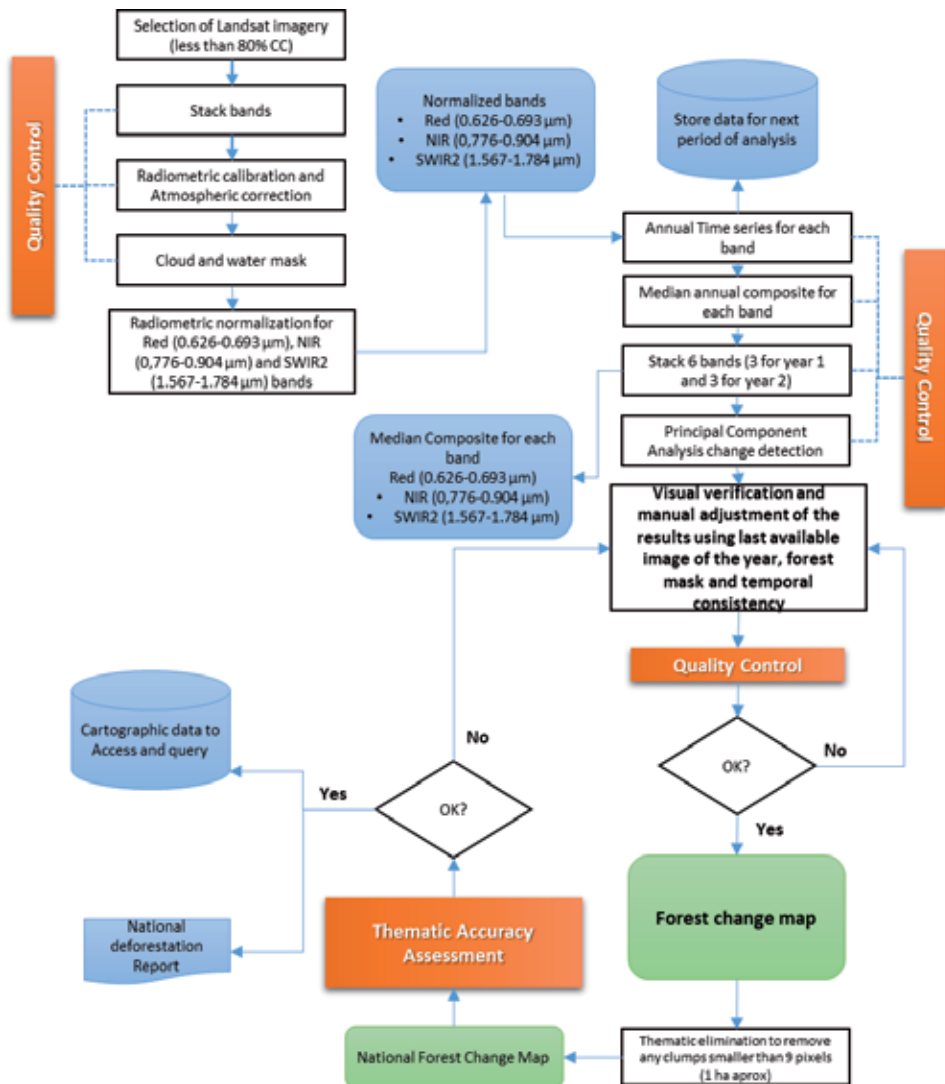 Selection of Landsat imagery
(less than 80% CC)
Stack bands
Radiometric calibration and
Atmospheric correction
Cloud and water mask
Radiometric normalization for
Red (0.626-0.693 µm), NIR
(0,776-0.904 µm) and SWIR2
(1.567-1.784 µm) bands
Quality Control
Normalized bands
• Red (0.626-0.693 µm)
• NIR (0,776-0.904 µm)
• SWIR2 (1.567-1.784 µm)
Store data for next
period of analysis
Annual Time series for each
band
Median annual composite for
each band
Stack 6 bands (3 for year 1
and 3 for year 2)
Principal Component
Analysis change detection
Quality Control
Median Composite for each
band
Red (0.626-0.693 µm)
• NIR (0,776-0.904 µm)
• SWIR2 (1.567-1.784 µm)
Visual verification and
manual adjustment of the
results using last available
image of the year, forest
mask and temporal
consistency
Quality Control
OK?
No
Yes
Forest change map
Thematic elimination to remove
any clumps smaller than 9 pixels
(1 ha aprox)
National Forest Change Map
Thematic Accuracy
Assessment
OK?
No
Yes
Cartographic data to
Access and query
National
deforestation
Report